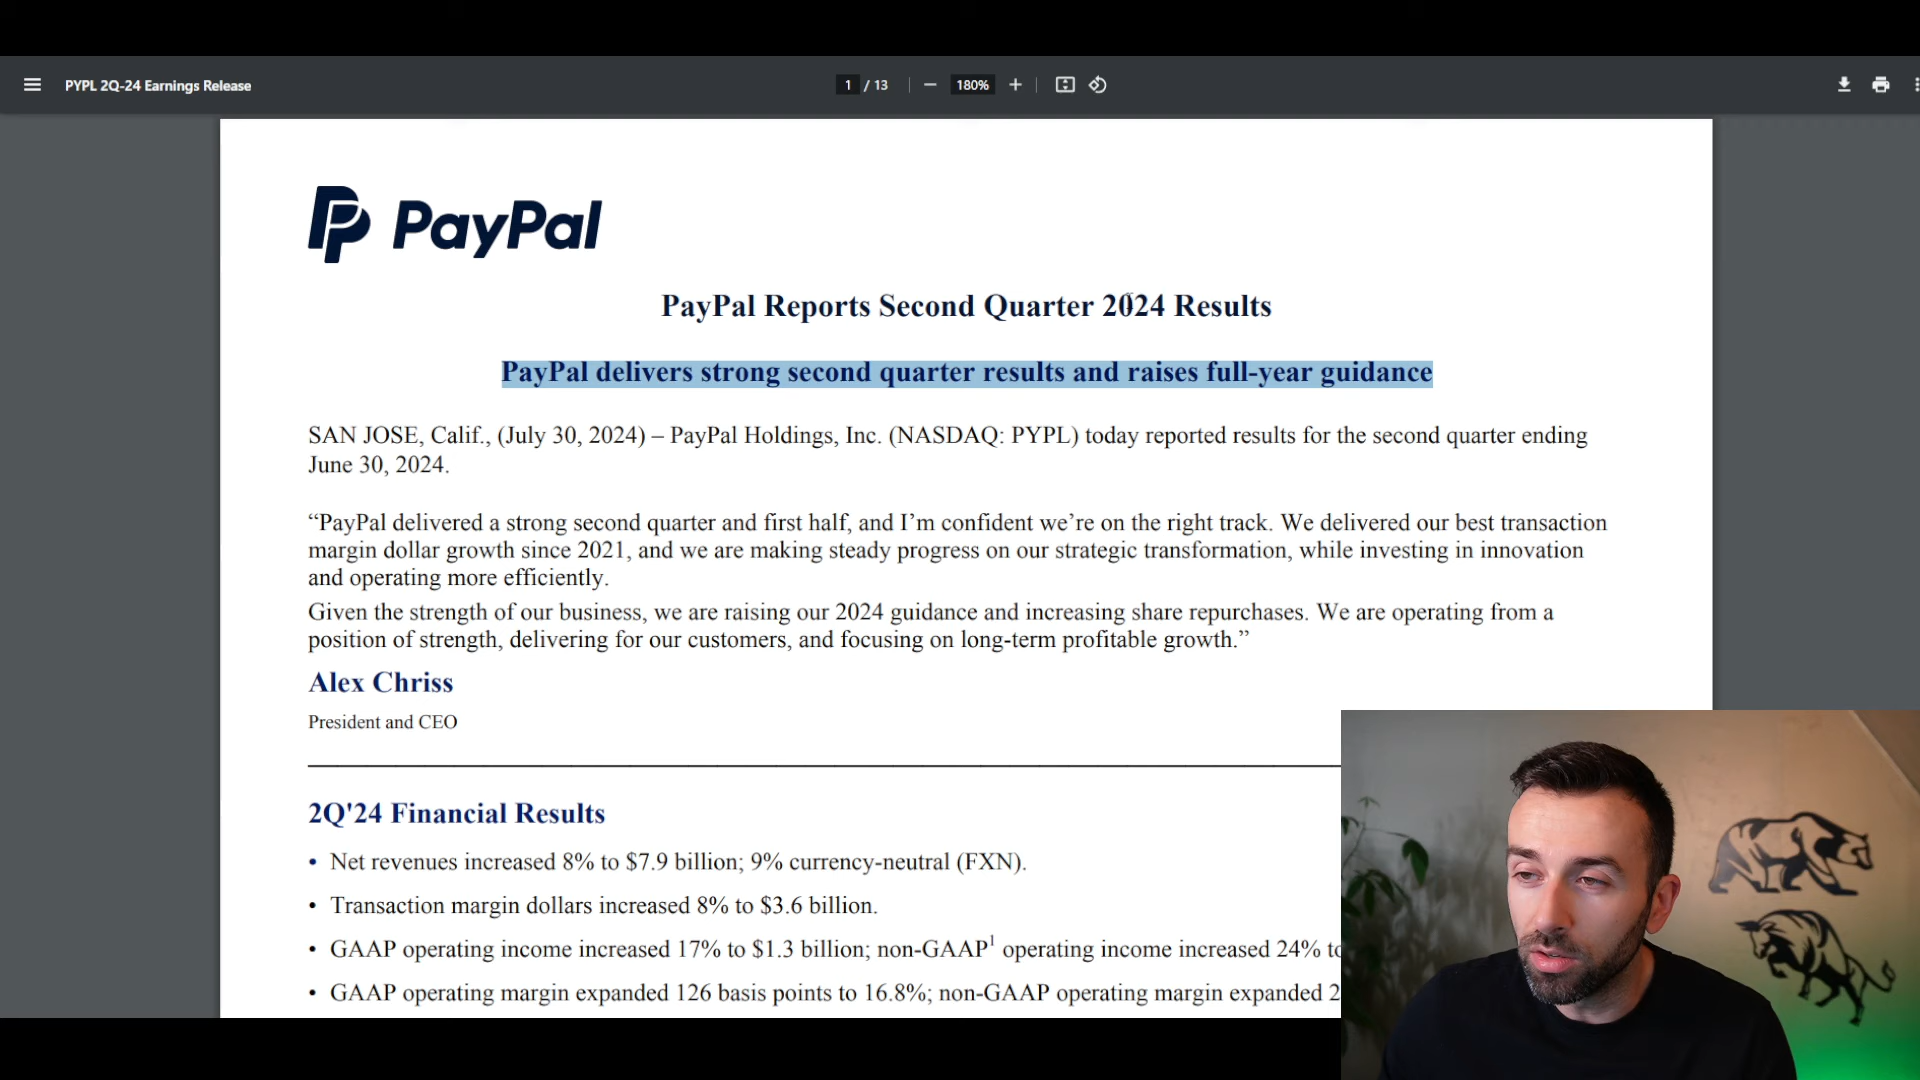 PYPL 2Q-24 Earnings Release
1 / 13
180%
PayPal
PayPal Reports Second Quarter 2024 Results
PayPal delivers strong second quarter results and raises full-year guidance
SAN JOSE, Calif., (July 30, 2024) – PayPal Holdings, Inc. (NASDAQ: PYPL) today reported results for the second quarter ending
June 30, 2024.
“PayPal delivered a strong second quarter and first half, and I’m confident we’re on the right track. We delivered our best transaction
margin dollar growth since 2021, and we are making steady progress on our strategic transformation, while investing in innovation
and operating more efficiently.
Given the strength of our business, we are raising our 2024 guidance and increasing share repurchases. We are operating from a
position of strength, delivering for our customers, and focusing on long-term profitable growth.”
Alex Chriss
President and CEO
2Q'24 Financial Results
• Net revenues increased 8% to $7.9 billion; 9% currency-neutral (FXN).
• Transaction margin dollars increased 8% to $3.6 billion.
• GAAP operating income increased 17% to $1.3 billion; non-GAAP¹ operating income increased 24% to
• GAAP operating margin expanded 126 basis points to 16.8%; non-GAAP operating margin expanded 2